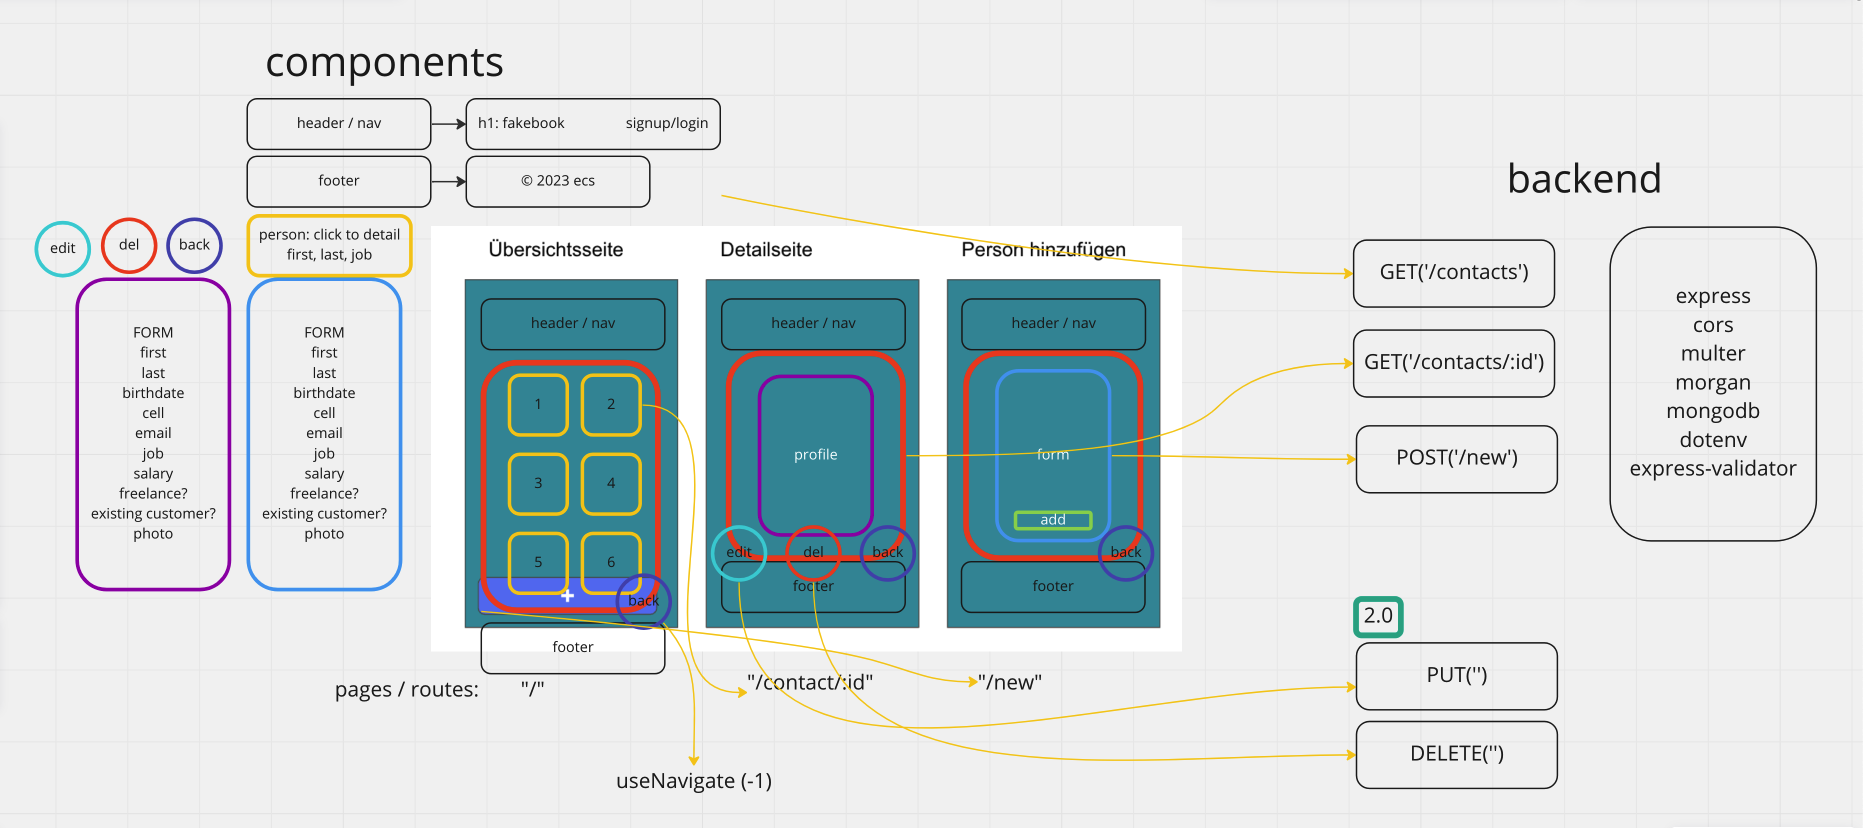 components
header / nav
h1: fakebook signup/login
footer
© 2023 ecs
edit
del
back
person: click to detail
first, last, job
FORM
first
last
birthdate
cell
email
job
salary
freelance?
existing customer?
photo
FORM
first
last
birthdate
cell
email
job
salary
freelance?
existing customer?
photo
Übersichtsseite
header / nav
1
2
3
4
5
6
+
back
footer
Detailseite
header / nav
profile
edit
del
back
footer
Person hinzufügen
header / nav
form
add
back
footer
pages / routes:
"/"
"/contact/:id"
"/new"
useNavigate (-1)
backend
GET('/contacts')
GET('/contacts/:id')
POST('/new')
express
cors
multer
morgan
mongodb
dotenv
express-validator
2.0
PUT('')
DELETE('')